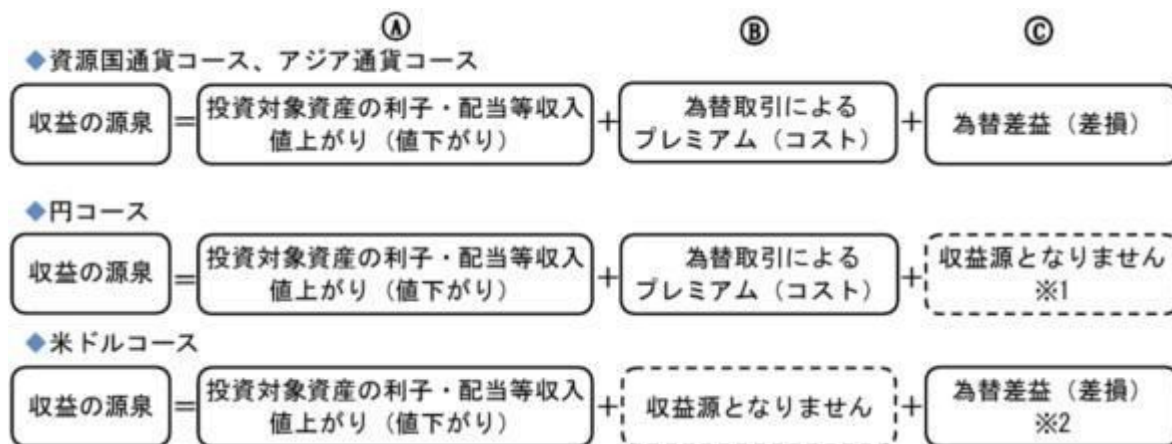 Ⓐ Ⓑ Ⓒ
◆資源国通貨コース、アジア通貨コース
収益の源泉
=
投資対象資産の利子・配当等収入
値上がり（値下がり）
+
為替取引による
プレミアム（コスト）
+
為替差益（差損）
◆円コース
収益の源泉
=
投資対象資産の利子・配当等収入
値上がり（値下がり）
+
為替取引による
プレミアム（コスト）
+
収益源となりません
※1
◆米ドルコース
収益の源泉
=
投資対象資産の利子・配当等収入
値上がり（値下がり）
+
収益源となりません
+
為替差益（差損）
※2